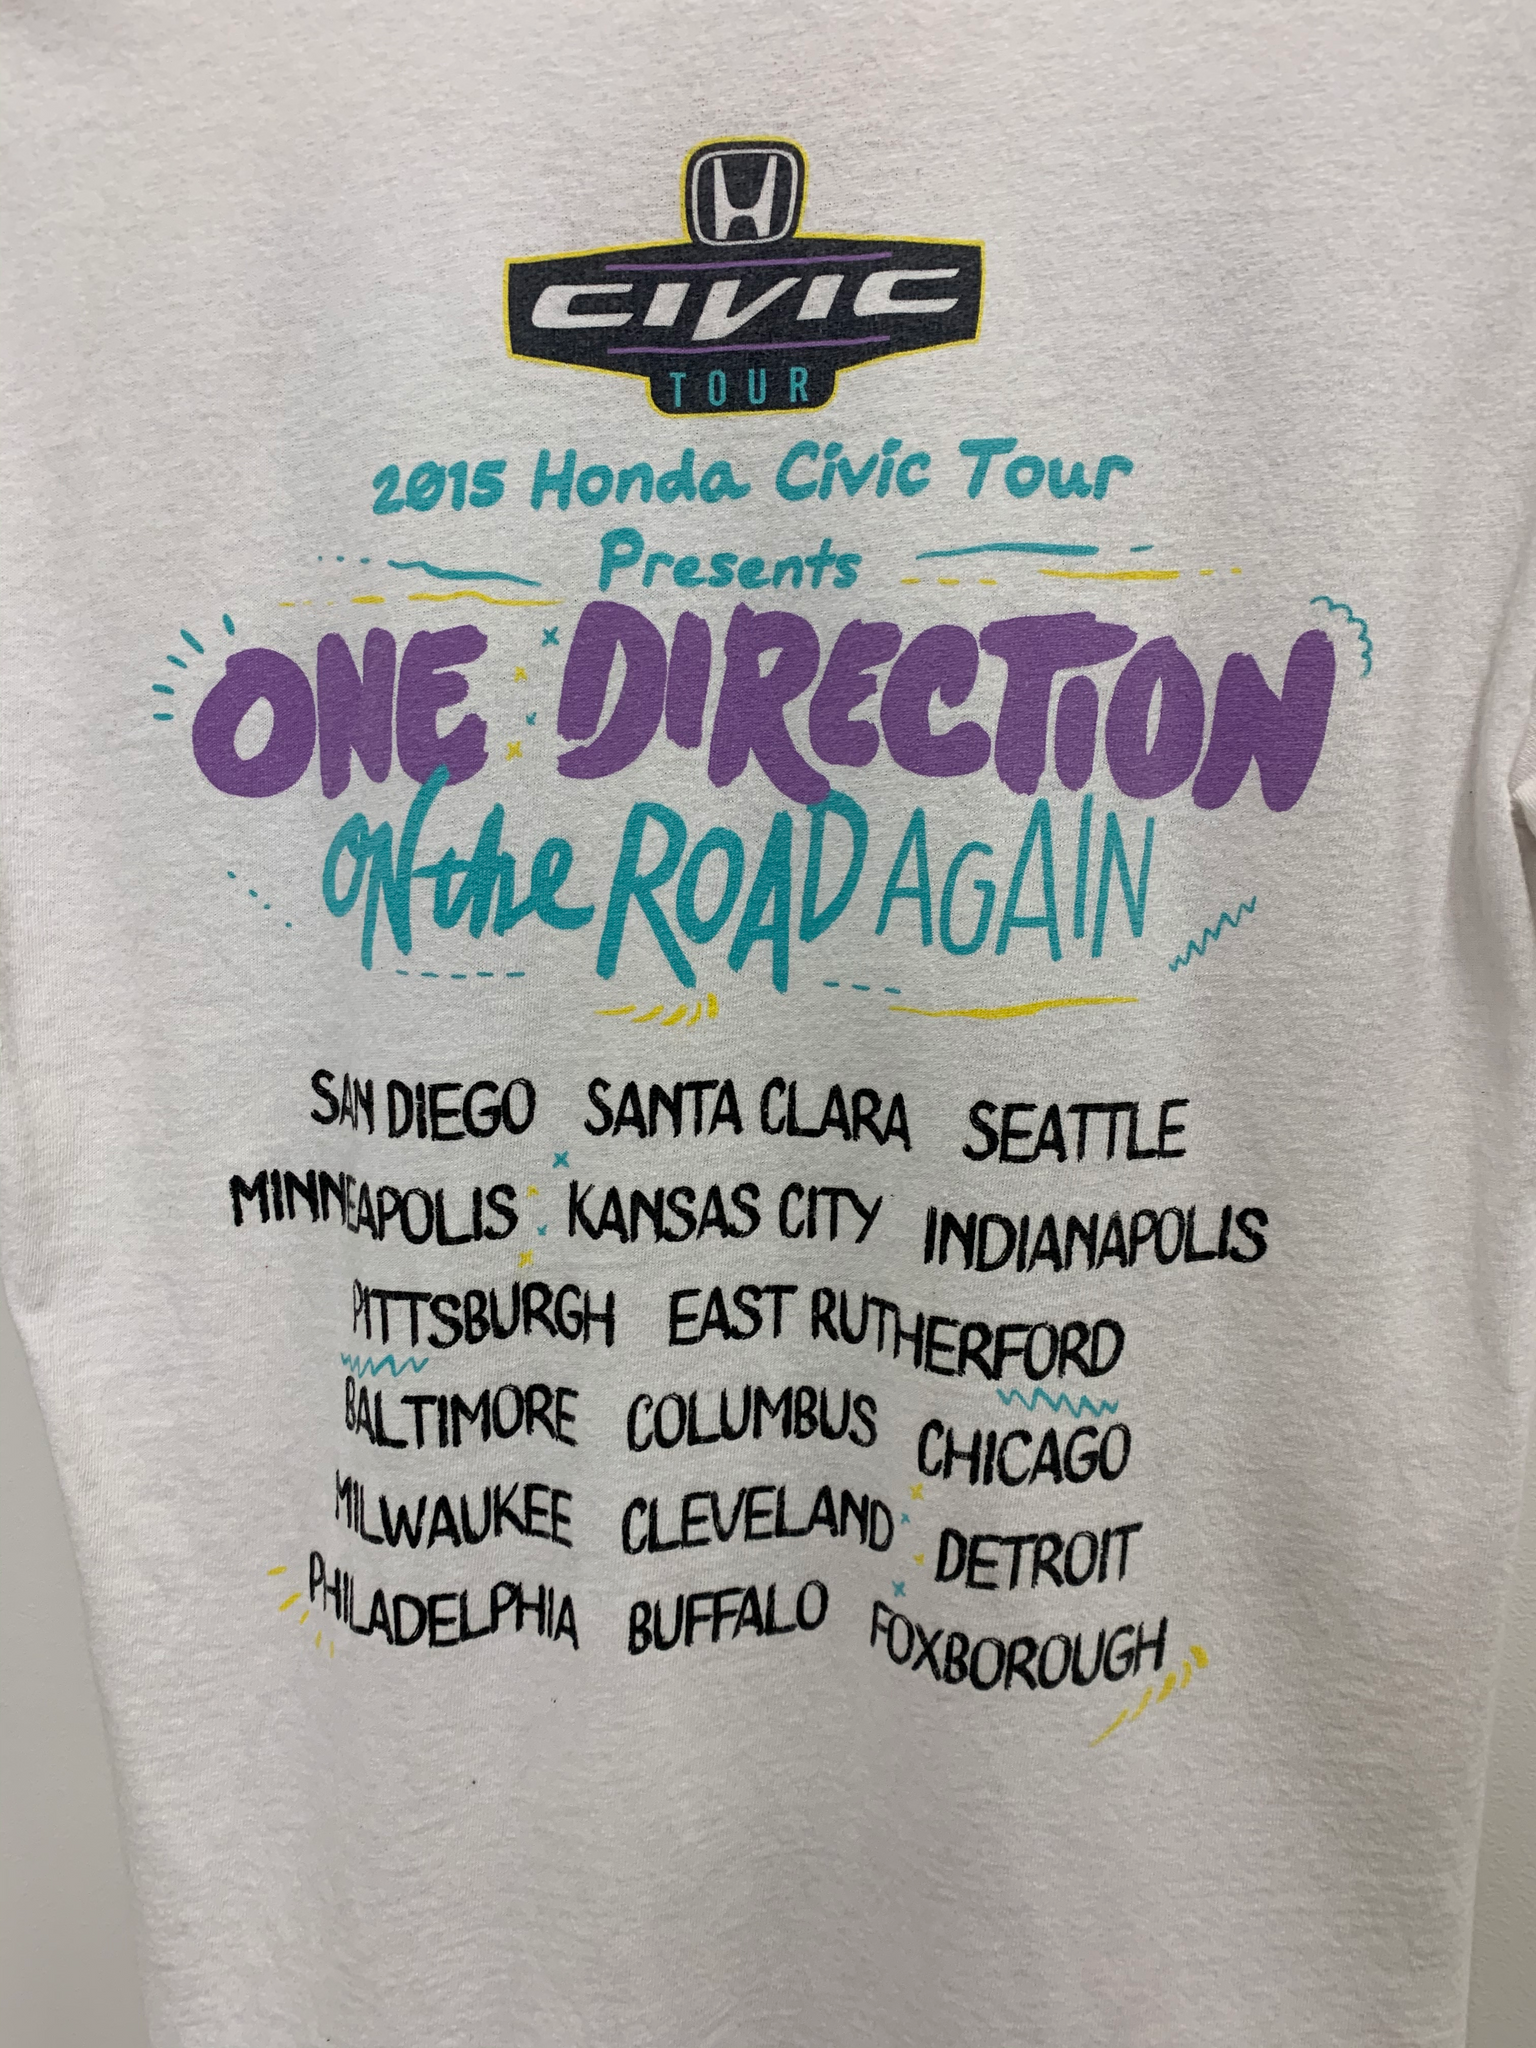 CIVIC
TOUR
2015 Honda Civic Tour
Presents
ONE DIRECTION
ON the ROAD AGAIN
SAN DIEGO SANTA CLARA SEATTLE
MINNEAPOLIS KANSAS CITY INDIANAPOLIS
PITTSBURGH EAST RUTHERFORD
BALTIMORE COLUMBUS CHICAGO
MILWAUKEE CLEVELAND DETROIT
PHILADELPHIA BUFFALO FOXBOROUGH